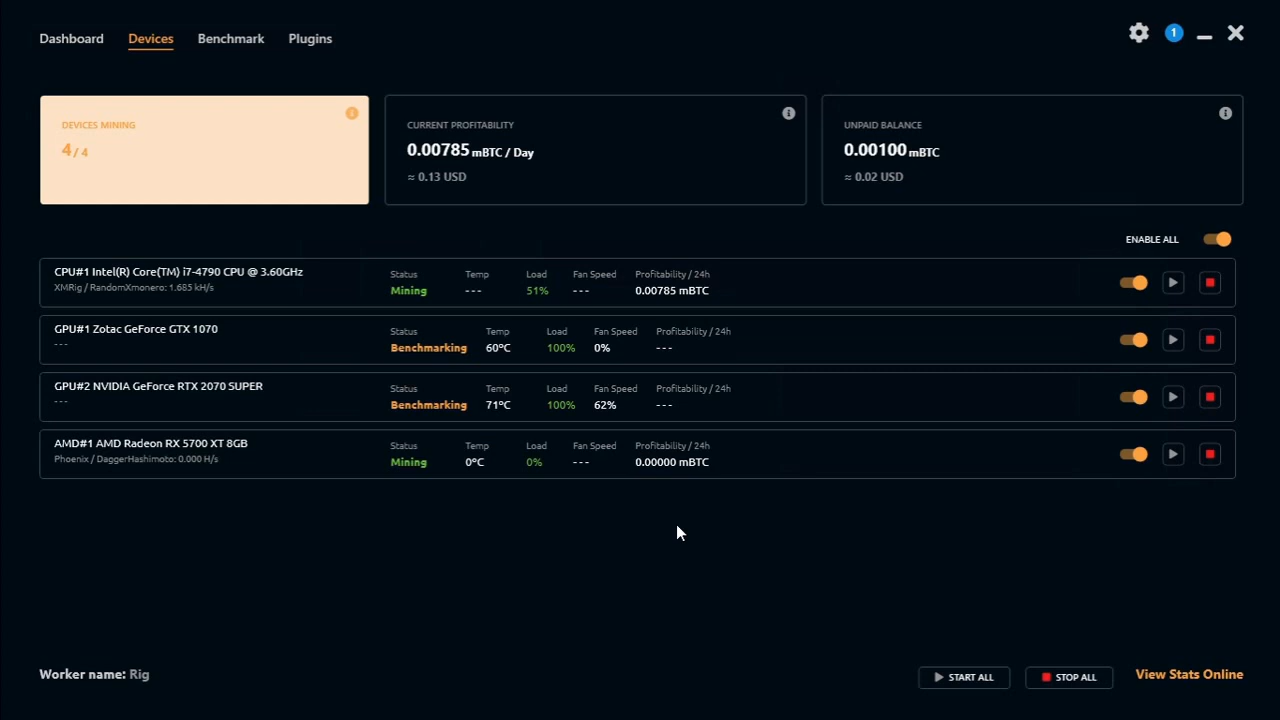 Dashboard Devices Benchmark Plugins
1
DEVICES MINING
4 / 4
CURRENT PROFITABILITY
0.00785 mBTC / Day
≈ 0.13 USD
UNPAID BALANCE
0.00100 mBTC
≈ 0.02 USD
ENABLE ALL
CPU#1 Intel(R) Core(TM) i7-4790 CPU @ 3.60GHz
XMRig / RandomXmonero: 1.685 kH/s
Status Temp Load Fan Speed Profitability / 24h
Mining --- 51% --- 0.00785 mBTC
GPU#1 Zotac GeForce GTX 1070
---
Status Temp Load Fan Speed Profitability / 24h
Benchmarking 60ºC 100% 0% ---
GPU#2 NVIDIA GeForce RTX 2070 SUPER
---
Status Temp Load Fan Speed Profitability / 24h
Benchmarking 71ºC 100% 62% ---
AMD#1 AMD Radeon RX 5700 XT 8GB
Phoenix / DaggerHashimoto: 0.000 H/s
Status Temp Load Fan Speed Profitability / 24h
Mining 0ºC 0% --- 0.00000 mBTC
Worker name: Rig
START ALL
STOP ALL
View Stats Online